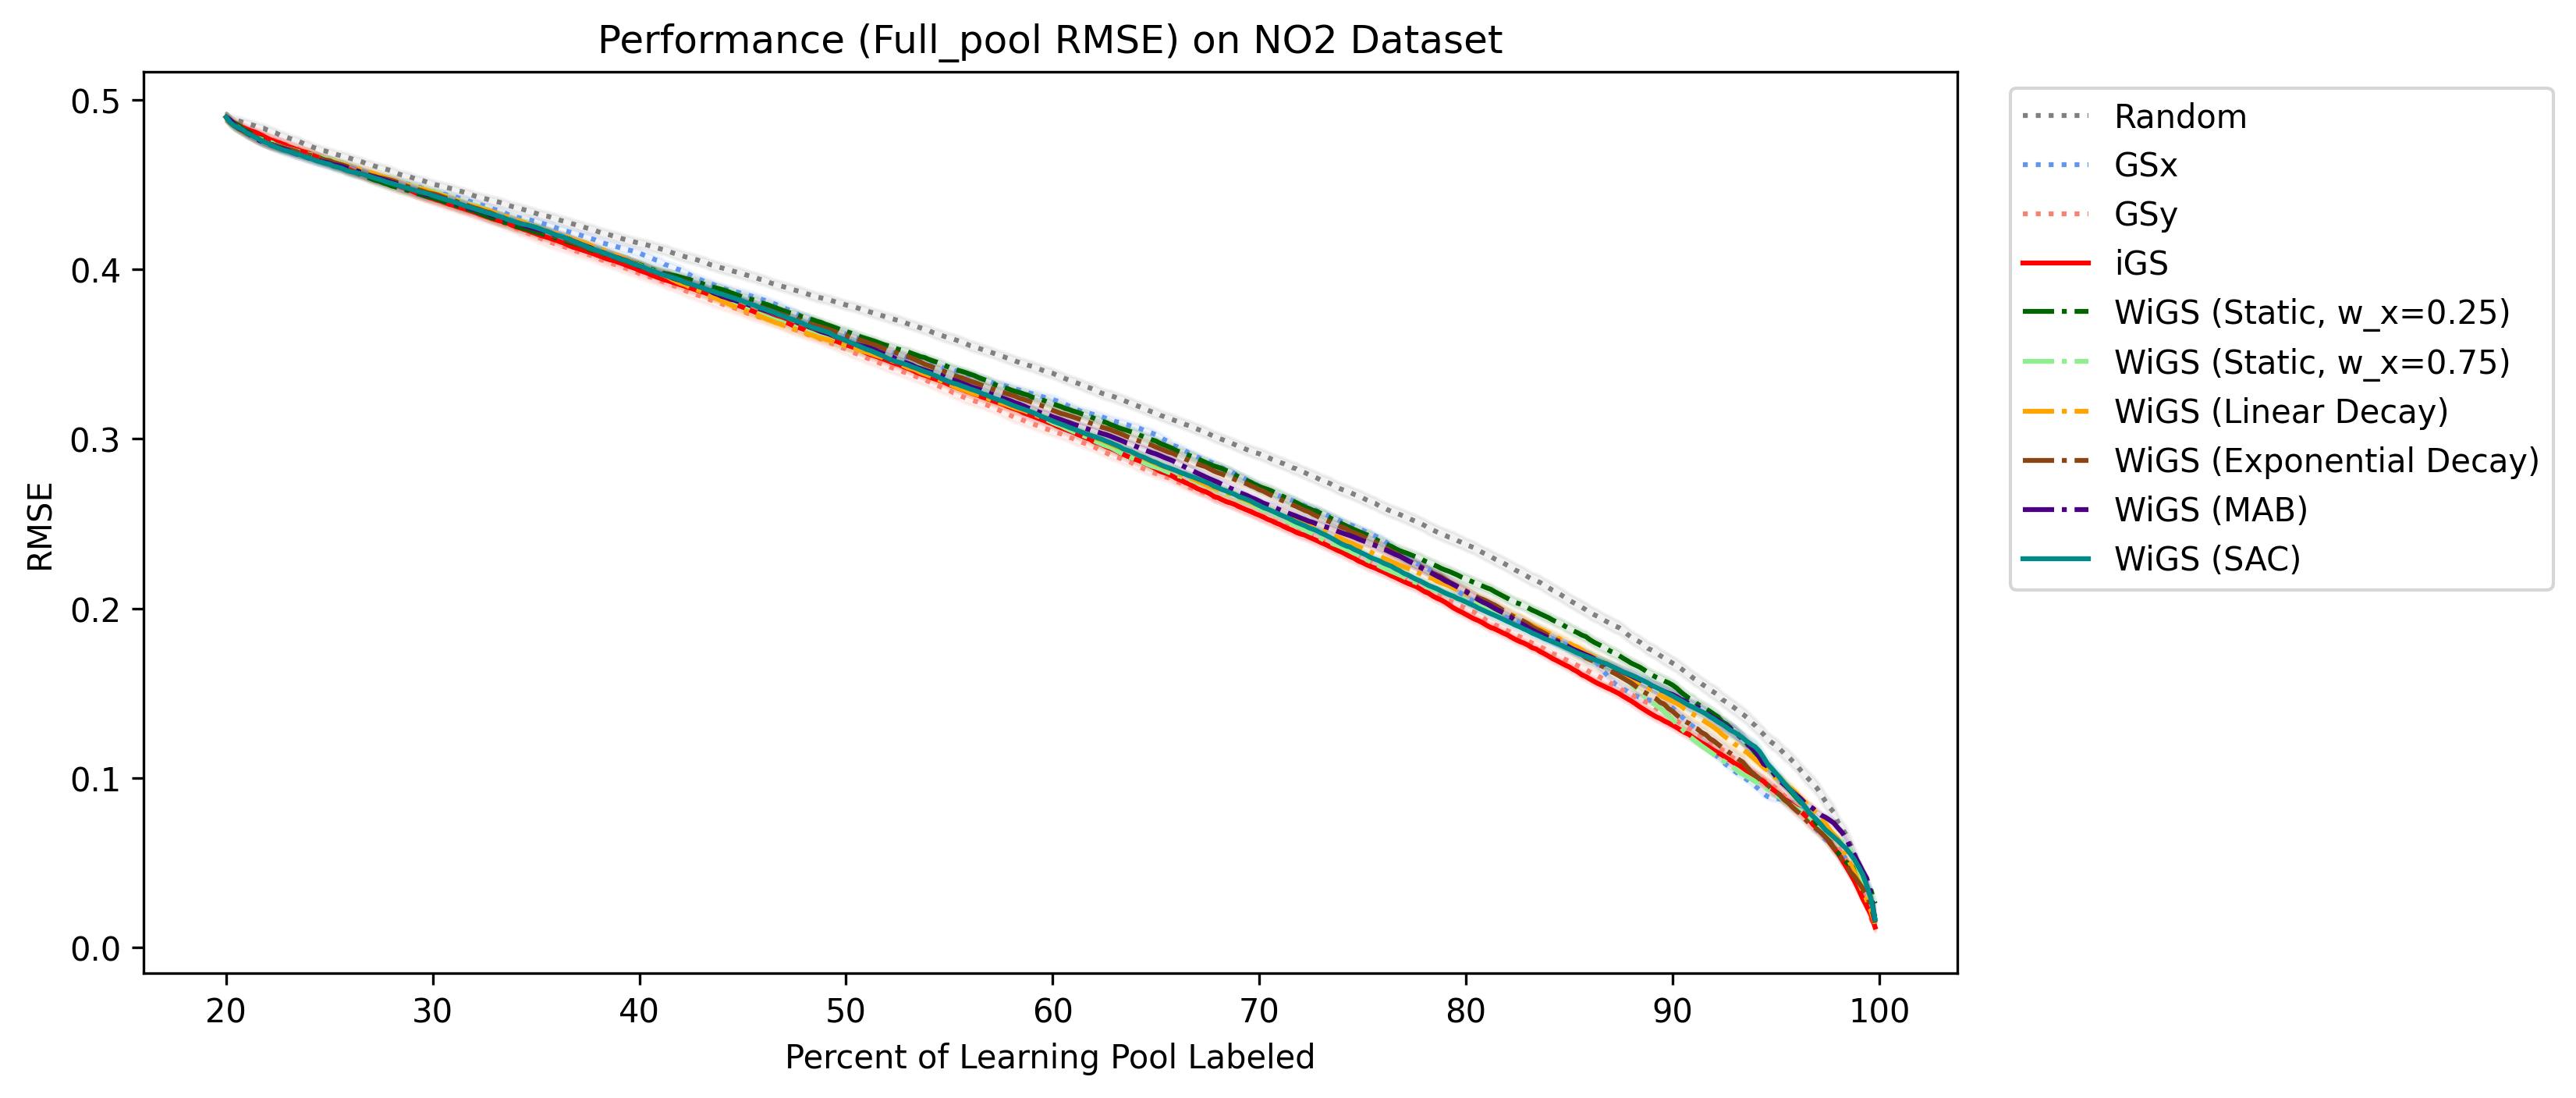 Performance (Full_pool RMSE) on NO2 Dataset
RMSE
0.5
0.4
0.3
0.2
0.1
0.0
20 30 40 50 60 70 80 90 100
Percent of Learning Pool Labeled
Random
GSx
GSy
iGS
WiGS (Static, w_x=0.25)
WiGS (Static, w_x=0.75)
WiGS (Linear Decay)
WiGS (Exponential Decay)
WiGS (MAB)
WiGS (SAC)